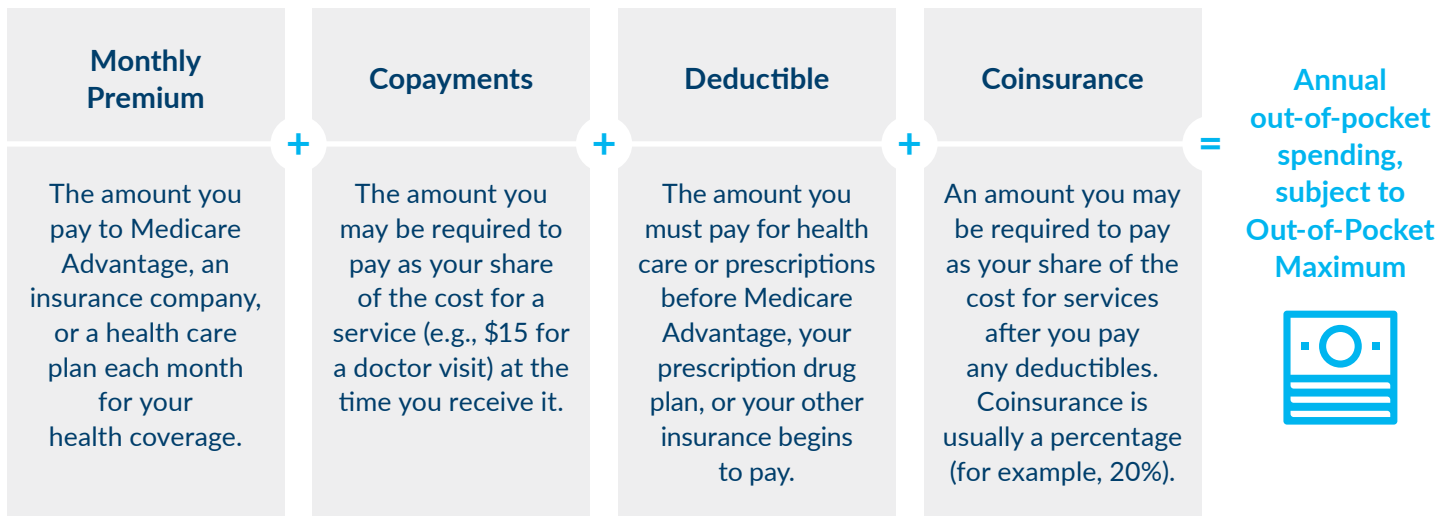 Monthly
Premium
The amount you
pay to Medicare
Advantage, an
insurance company,
or a health care
plan each month
for your
health coverage.
+
Copayments
The amount you
may be required to
pay as your share
of the cost for a
service (e.g., $15 for
a doctor visit) at the
time you receive it.
+
Deductible
The amount you
must pay for health
care or prescriptions
before Medicare
Advantage, your
prescription drug
plan, or your other
insurance begins
to pay.
+
Coinsurance
An amount you may
be required to pay
as your share of the
cost for services
after you pay
any deductibles.
Coinsurance is
usually a percentage
(for example, 20%).
=
Annual
out-of-pocket
spending,
subject to
Out-of-Pocket
Maximum